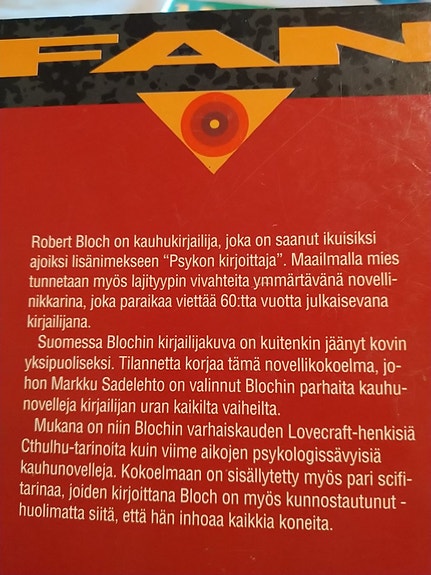 FAN
Robert Bloch on kauhukirjailija, joka on saanut ikuisiksi
ajoiksi lisänimekseen "Psykon kirjoittaja". Maailmalla mies
tunnetaan myös lajityypin vivahteita ymmärtävänä novelli-
nikkarina, joka paraikaa viettää 60:tta vuotta julkaisevana
kirjailijana.
Suomessa Blochin kirjailijakuva on kuitenkin jäänyt kovin
yksipuoliseksi. Tilannetta korjaa tämä novellikokoelma, jo-
hon Markku Sadelehto on valinnut Blochin parhaita kauhu-
novelleja kirjailijan uran kaikilta vaiheilta.
Mukana on niin Blochin varhaiskauden Lovecraft-henkisiä
Cthulhu-tarinoita kuin viime aikojen psykologissävyisiä
kauhunovelleja. Kokoelmaan on sisällytetty myös pari scifi-
tarinaa, joiden kirjoittana Bloch on myös kunnostautunut -
huolimatta siitä, että hän inhoaa kaikkia koneita.